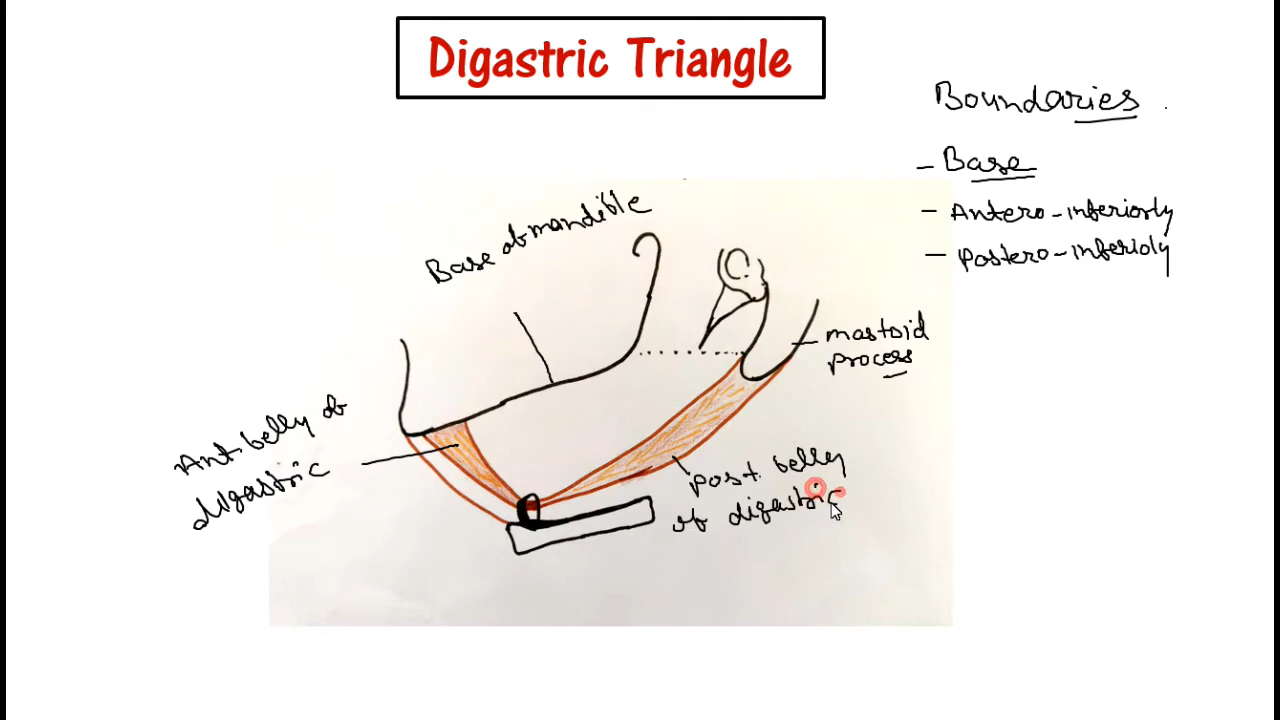 Digastric Triangle
Boundaries
- Base
- Antero-inferiorly
- Postero-inferioly
Base of mandible
mastoid
process
Ant. belly of
digastric
post. belly
of digastric